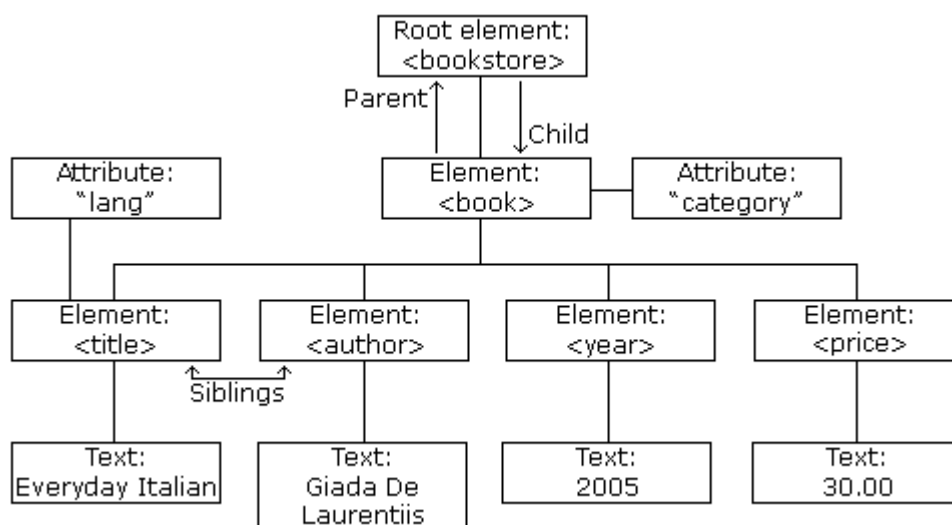 Root element:
<bookstore>
Parent
Child
Attribute:
“lang”
Element:
<book>
Attribute:
“category”
Element:
<title>
Element:
<author>
Element:
<year>
Element:
<price>
Siblings
Text:
Everyday Italian
Text:
Giada De
Laurentiis
Text:
2005
Text:
30.00